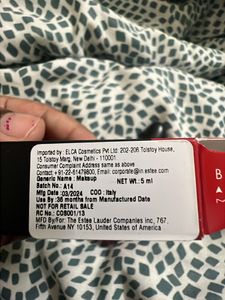 Imported by : ELCA Cosmetics Pvt Ltd. 202-206 Tolstoy House,
15 Tolstoy Marg, New Delhi - 110001
Consumer Complaint Same as above
Contact: +91-22-61479800, Email: corporate@in.estee.com
Generic Name : Makeup
NET Wt. : 5 ml
Batch No. : A14
Mfg Date : 03/2024 COO : Italy
Use By : 36 months from Manufactured Date
NOT FOR RETAIL SALE
RC No.: COS001/13
MFD By/For: The Estee Lauder Companies Inc, 767,
Fifth Avenue NY 10153, United States of America
B